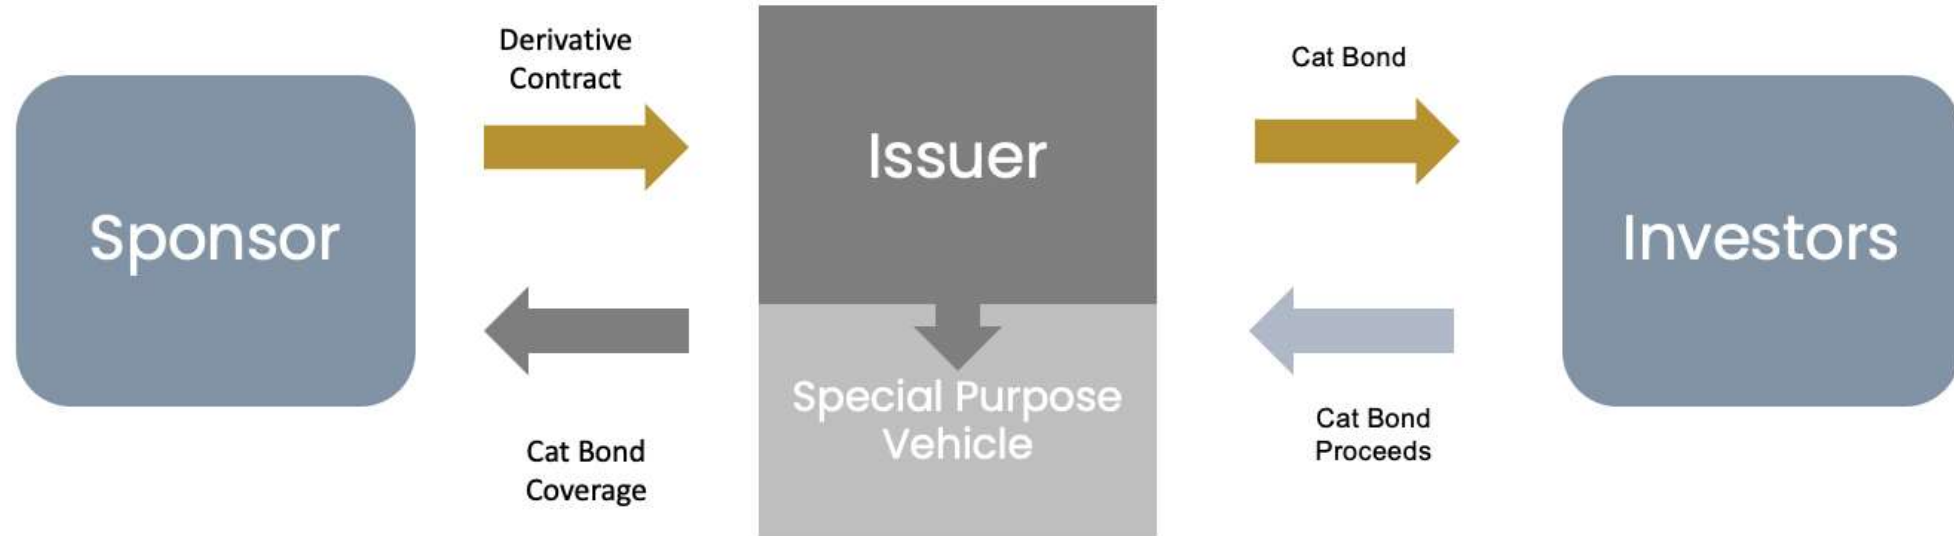 Derivative
Contract
Cat Bond
Issuer
Sponsor
Investors
Special Purpose
Vehicle
Cat Bond
Coverage
Cat Bond
Proceeds